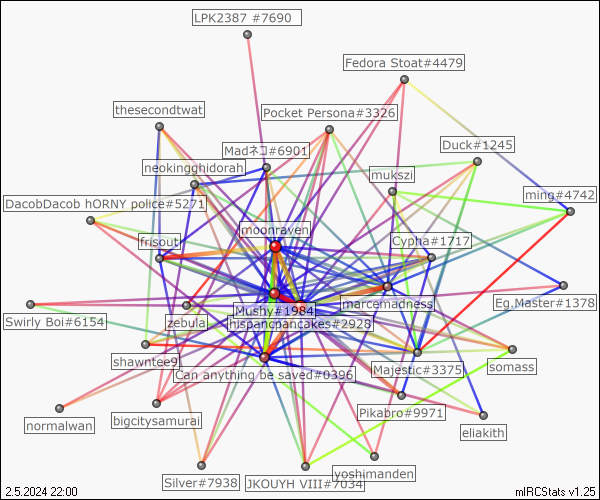 LPK2387 #7690
Fedora Stoat#4479
thesecondtwat
Pocket Persona#3326
Duck#1245
Madネコ#6901
neokingghidorah
mukszi
ming#4742
DacobDacob hORNY police#5271
moonraven
frisout
Cypha#1717
Eg.Master#1378
Mushy#1984
marcemadness
Swirly Boi#6154
zebula
hispanicpancakes#2928
shawntee9
Can anything be saved#0396
Majestic#3375
somass
normalwan
bigcitysamurai
Pikabro#9971
eliakith
Silver#7938
JKOUYH VIII#7034
yoshimanden
2.5.2024 22:00
mIRCStats v1.25